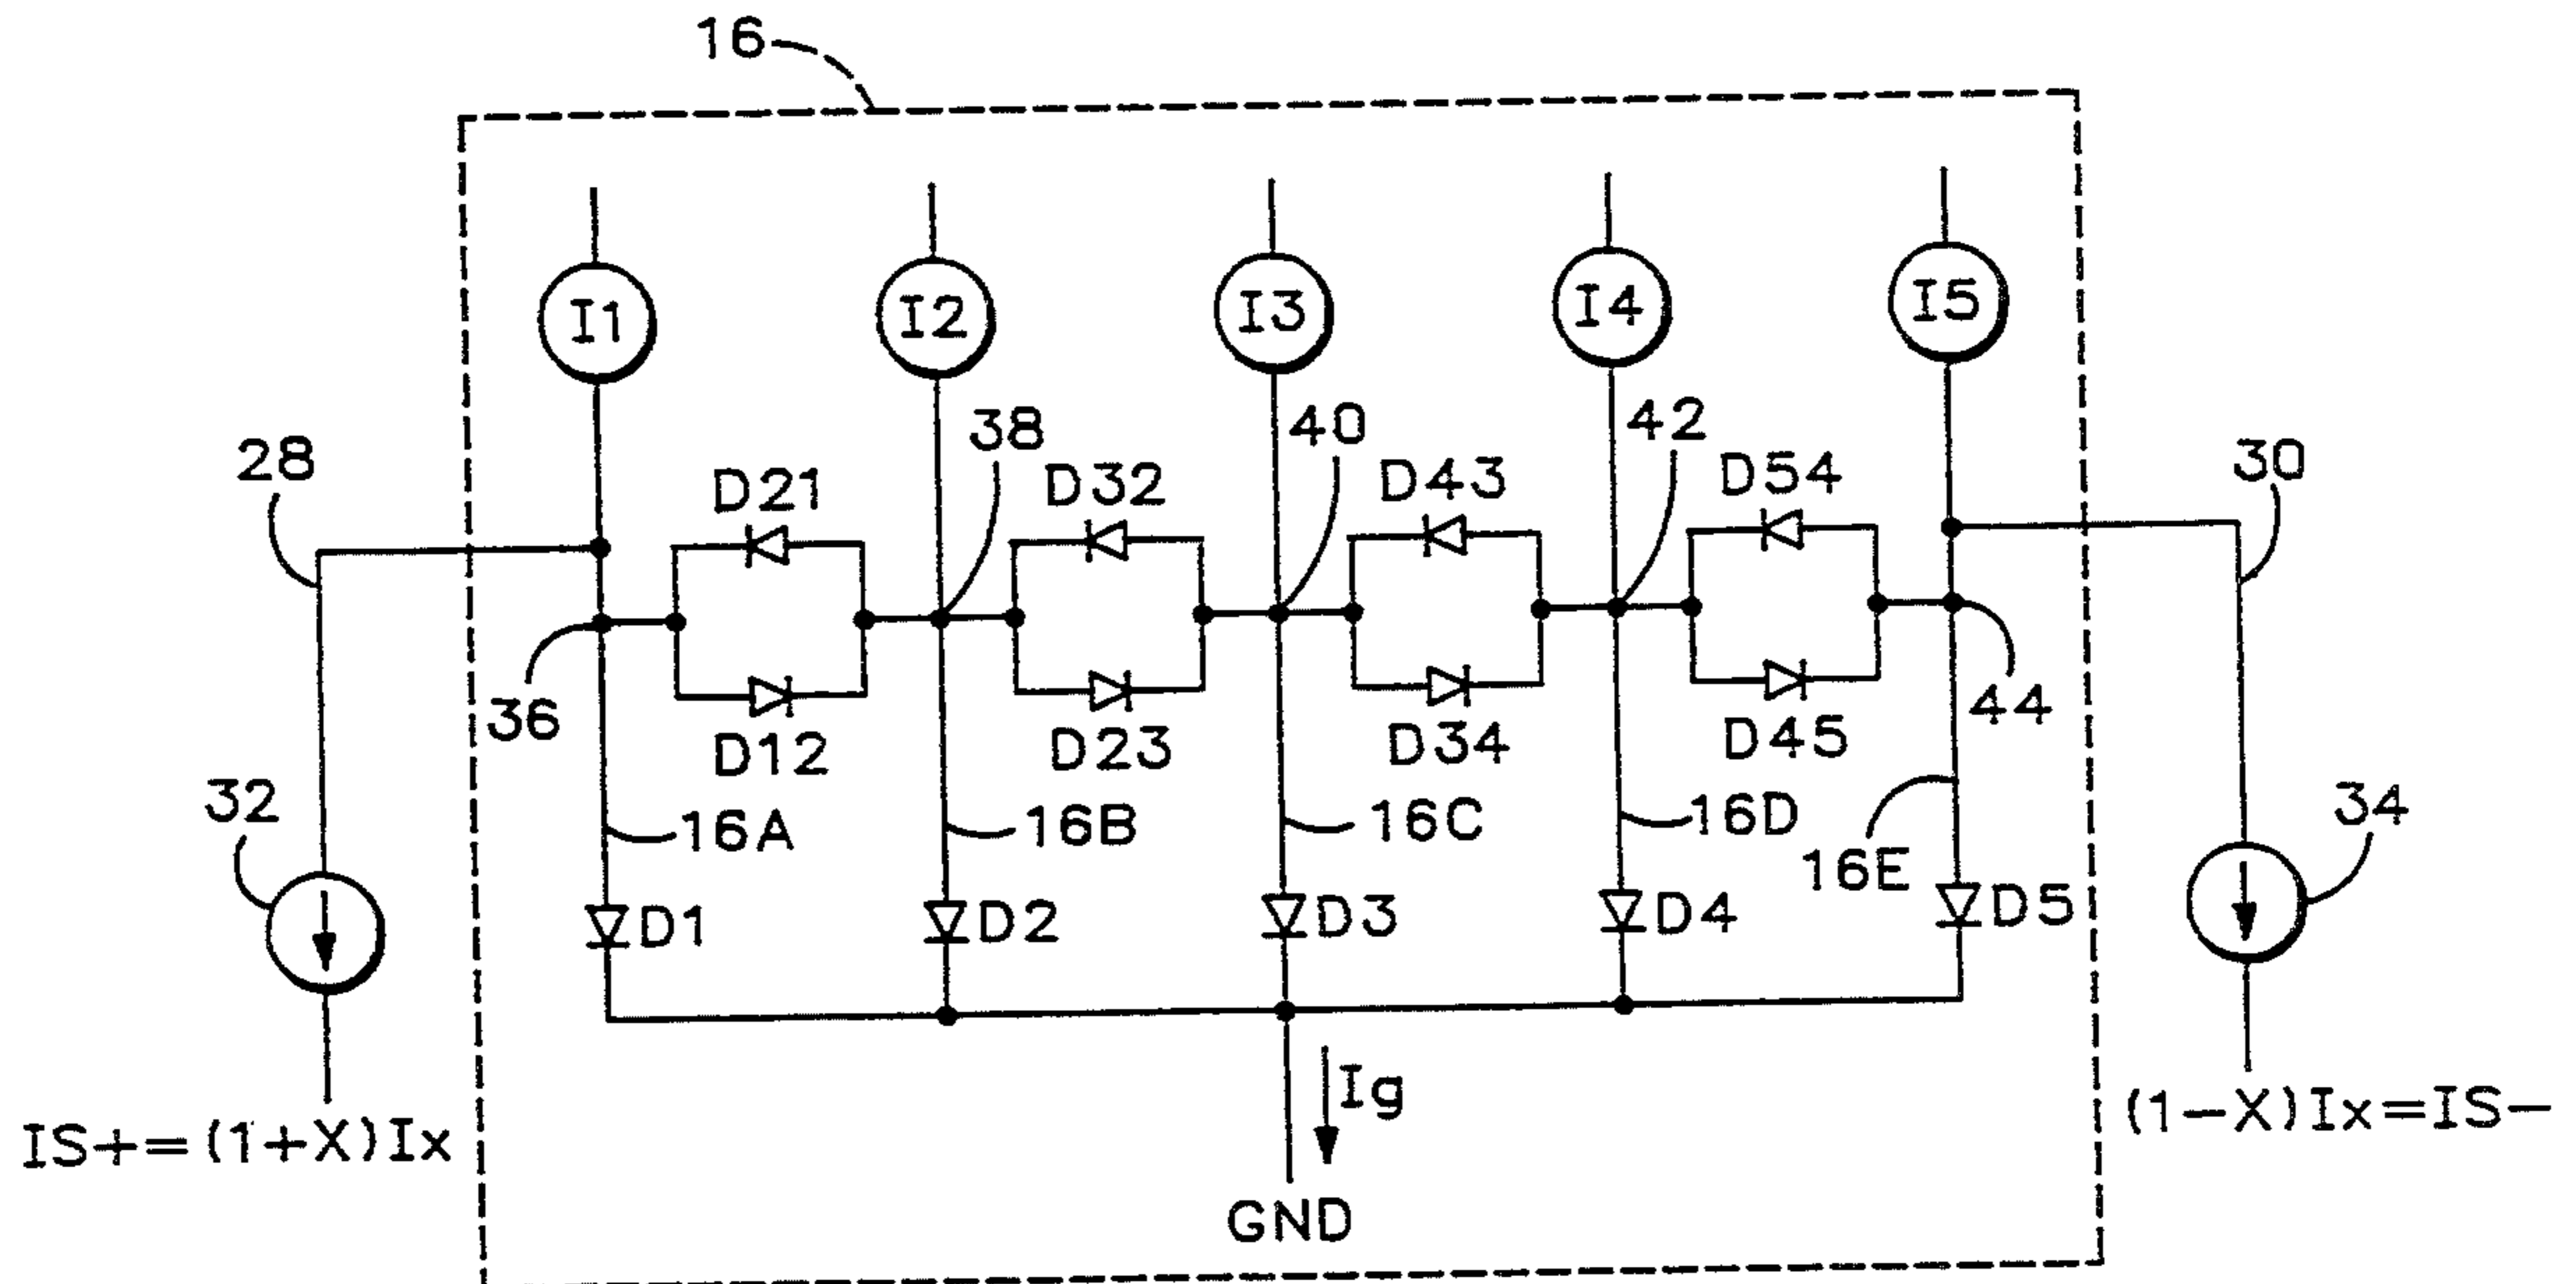 16
I1
I2
I3
I4
I5
28
38
40
42
30
D21
D32
D43
D54
36
44
D12
D23
D34
D45
32
16A
16B
16C
16D
16E
34
D1
D2
D3
D4
D5
Ig
IS+=(1+X)Ix
(1-X)Ix=IS-
GND